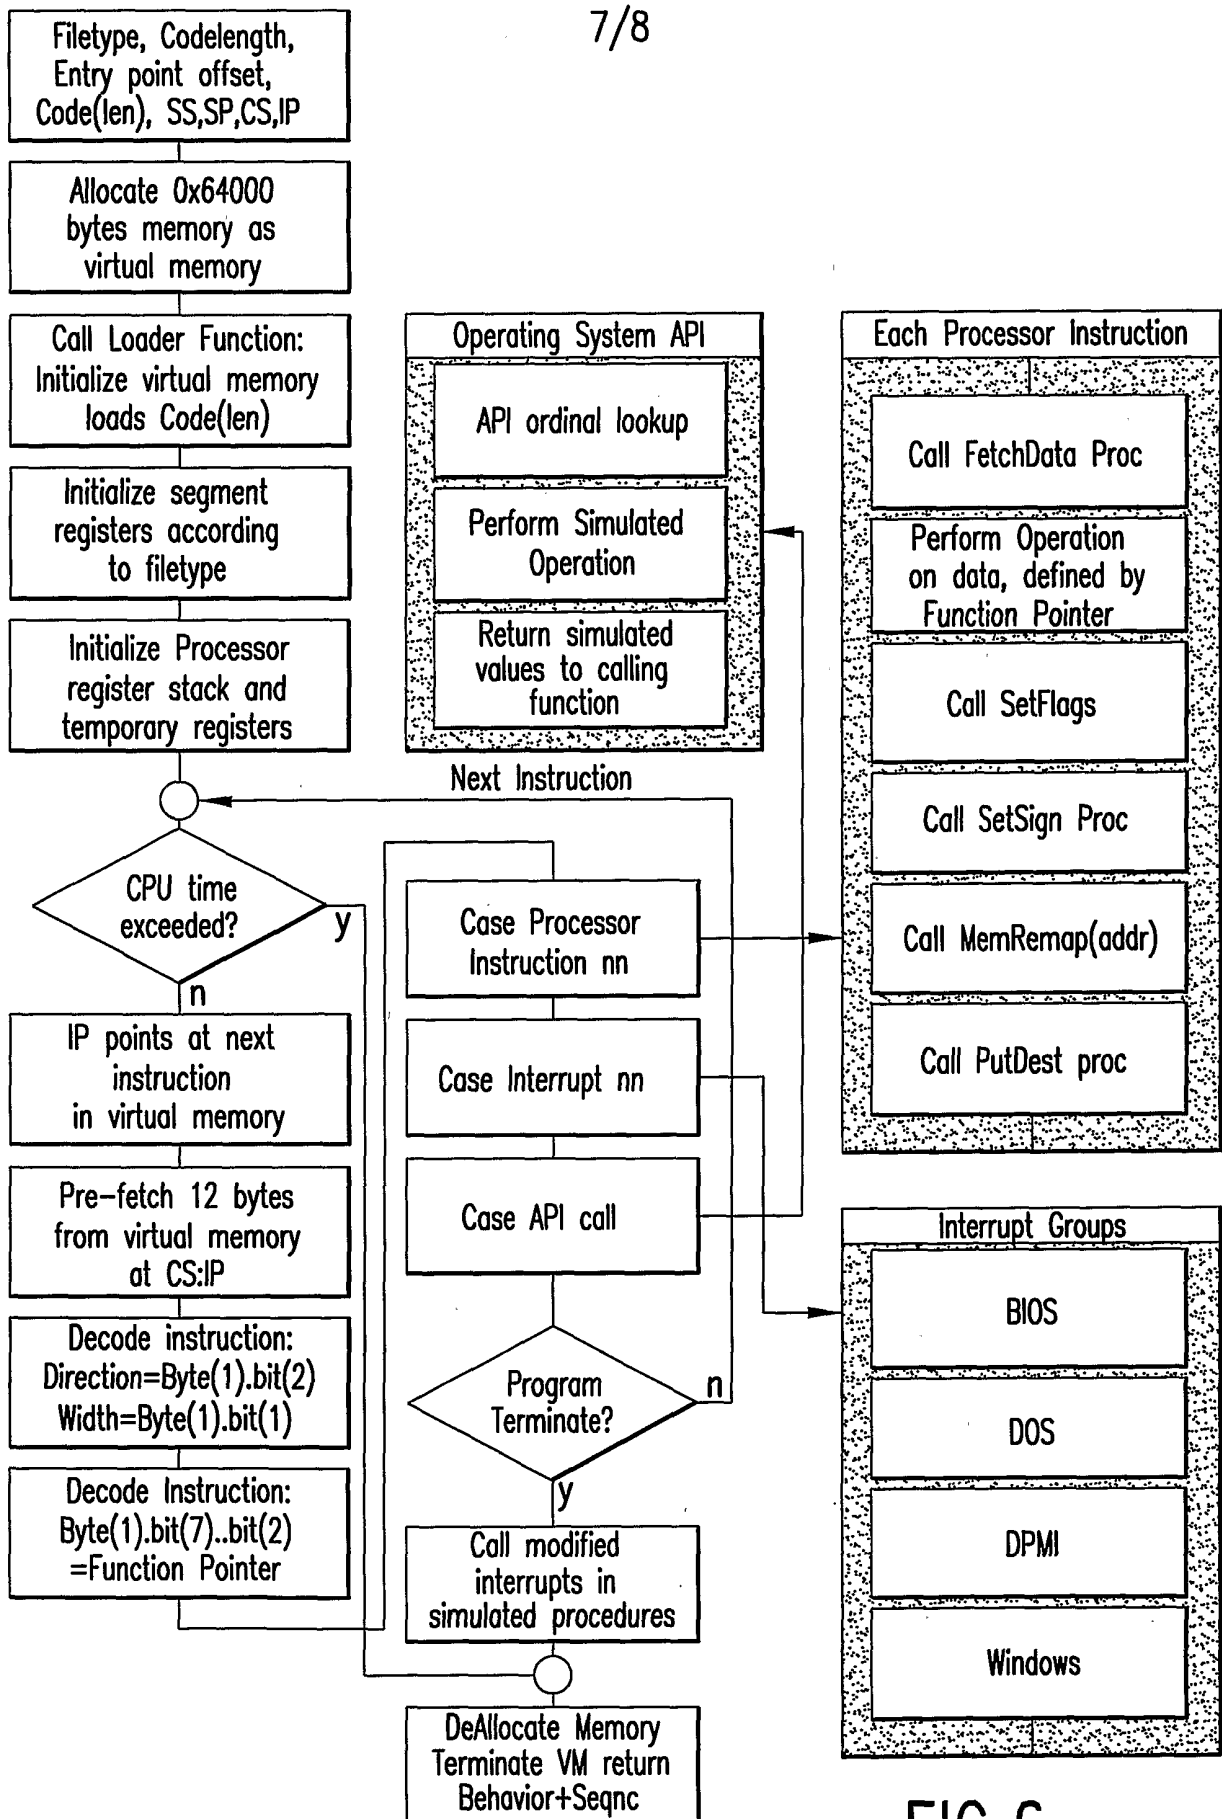 7/8
Filetype, Codelength,
Entry point offset,
Code(len), SS,SP,CS,IP
Allocate 0x64000
bytes memory as
virtual memory
Call Loader Function:
Initialize virtual memory
loads Code(len)
Initialize segment
registers according
to filetype
Initialize Processor
register stack and
temporary registers
CPU time
exceeded?
y
n
IP points at next
instruction
in virtual memory
Pre-fetch 12 bytes
from virtual memory
at CS:IP
Decode instruction:
Direction=Byte(1).bit(2)
Width=Byte(1).bit(1)
Decode Instruction:
Byte(1).bit(7)..bit(2)
=Function Pointer
Operating System API
API ordinal lookup
Perform Simulated
Operation
Return simulated
values to calling
function
Next Instruction
Case Processor
Instruction nn
Case Interrupt nn
Case API call
Program
Terminate?
n
y
Call modified
interrupts in
simulated procedures
DeAllocate Memory
Terminate VM return
Behavior+Seqnc
Each Processor Instruction
Call FetchData Proc
Perform Operation
on data, defined by
Function Pointer
Call SetFlags
Call SetSign Proc
Call MemRemap(addr)
Call PutDest proc
Interrupt Groups
BIOS
DOS
DPMI
Windows